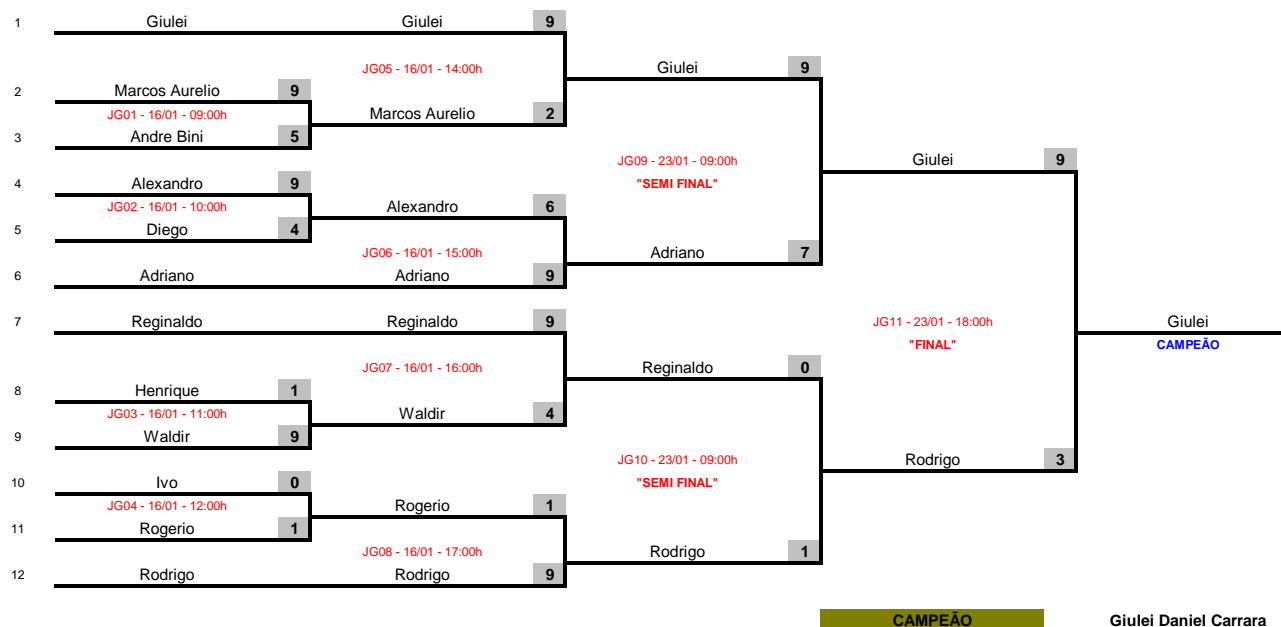 1 Giulei Giulei 9
JG05 - 16/01 - 14:00h Giulei 9
2 Marcos Aurelio 9
JG01 - 16/01 - 09:00h Marcos Aurelio 2
3 Andre Bini 5
JG09 - 23/01 - 09:00h Giulei 9
4 Alexandro 9 "SEMI FINAL"
JG02 - 16/01 - 10:00h Alexandro 6
5 Diego 4
JG06 - 16/01 - 15:00h Adriano 7
6 Adriano Adriano 9
7 Reginaldo Reginaldo 9 JG11 - 23/01 - 18:00h Giulei
"FINAL" CAMPEÃO
JG07 - 16/01 - 16:00h Reginaldo 0
8 Henrique 1
JG03 - 16/01 - 11:00h Waldir 4
9 Waldir 9
JG10 - 23/01 - 09:00h Rodrigo 3
10 Ivo 0 "SEMI FINAL"
JG04 - 16/01 - 12:00h Rogerio 1
11 Rogerio 1
JG08 - 16/01 - 17:00h Rodrigo 1
12 Rodrigo Rodrigo 9
CAMPEÃO Giulei Daniel Carrara